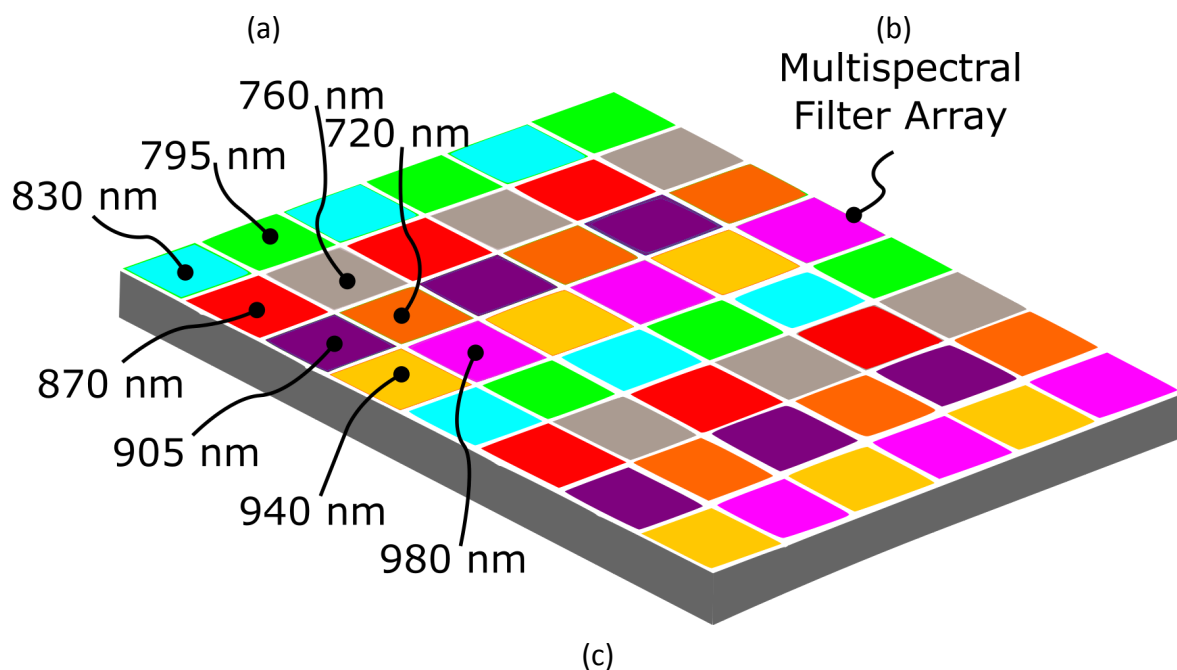 (a)
(b)
Multispectral
Filter Array
760 nm
720 nm
795 nm
830 nm
870 nm
905 nm
940 nm
980 nm
(c)